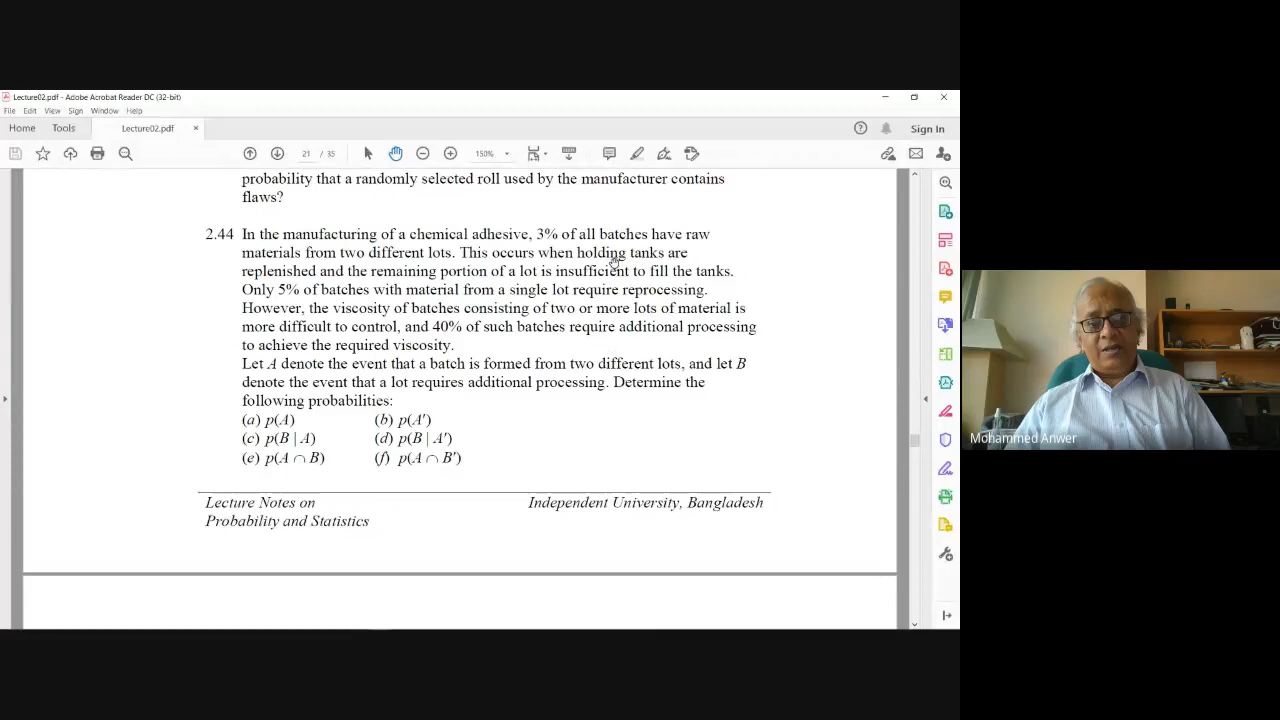 Lecture02.pdf - Adobe Acrobat Reader DC (32-bit)
File Edit View Sign Window Help
Home Tools Lecture02.pdf × Sign In
21 / 35 150%
probability that a randomly selected roll used by the manufacturer contains
flaws?
2.44 In the manufacturing of a chemical adhesive, 3% of all batches have raw
materials from two different lots. This occurs when holding tanks are
replenished and the remaining portion of a lot is insufficient to fill the tanks.
Only 5% of batches with material from a single lot require reprocessing.
However, the viscosity of batches consisting of two or more lots of material is
more difficult to control, and 40% of such batches require additional processing
to achieve the required viscosity.
Let A denote the event that a batch is formed from two different lots, and let B
denote the event that a lot requires additional processing. Determine the
following probabilities:
(a) p(A) (b) p(A′)
(c) p(B | A) (d) p(B | A′)
(e) p(A ∩ B) (f) p(A ∩ B′)
Lecture Notes on Independent University, Bangladesh
Probability and Statistics
Mohammed Anwer